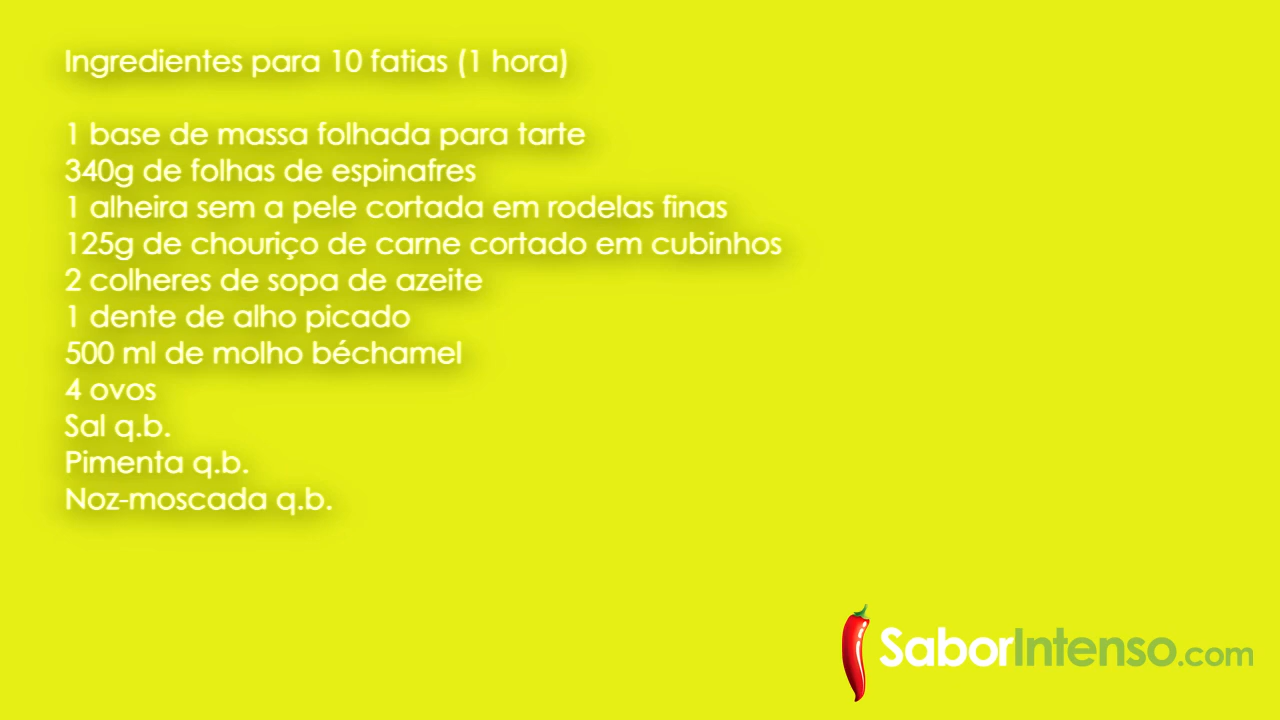 Ingredientes para 10 fatias (1 hora)
1 base de massa folhada para tarte
340g de folhas de espinafres
1 alheira sem a pele cortada em rodelas finas
125g de chouriço de carne cortado em cubinhos
2 colheres de sopa de azeite
1 dente de alho picado
500 ml de molho béchamel
4 ovos
Sal q.b.
Pimenta q.b.
Noz-moscada q.b.
SaborIntenso.com